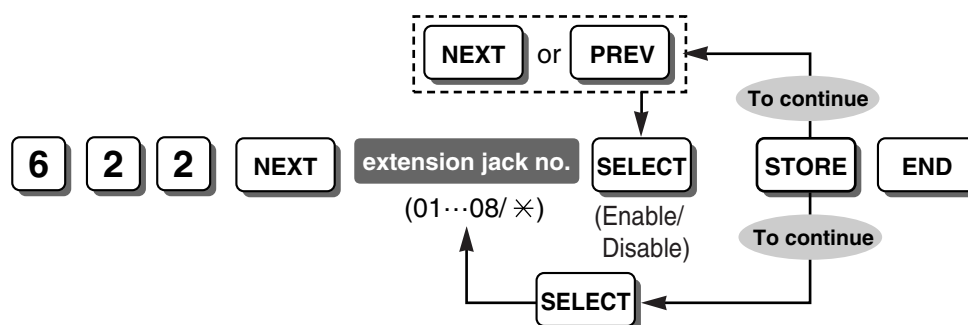 NEXT or PREV
To continue
6 2 2 NEXT extension jack no. SELECT STORE END
(01···08/ ✳)
(Enable/
Disable)
To continue
SELECT